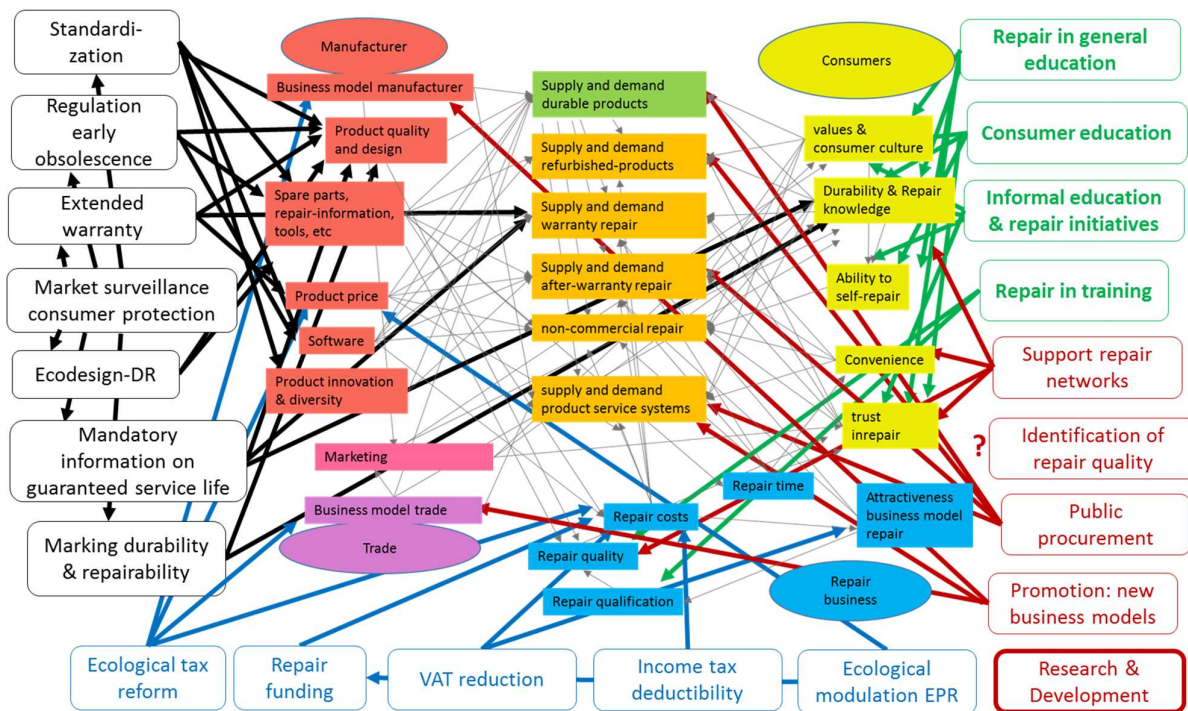 Standardi-
zation
Regulation
early
obsolescence
Extended
warranty
Market surveillance
consumer protection
Ecodesign-DR
Mandatory
information on
guaranteed service life
Marking durability
& repairability
Manufacturer
Business model manufacturer
Product quality
and design
Spare parts,
repair-information,
tools, etc
Product price
Software
Product innovation
& diversity
Marketing
Business model trade
Trade
Supply and demand
durable products
Supply and demand
refurbished-products
Supply and demand
warranty repair
Supply and demand
after-warranty repair
non-commercial repair
supply and demand
product service systems
Repair time
Repair costs
Repair quality
Repair qualification
Attractiveness
business model
repair
Repair
business
Consumers
values &
consumer culture
Durability & Repair
knowledge
Ability to
self-repair
Convenience
trust
inrepair
Repair in general
education
Consumer education
Informal education
& repair initiatives
Repair in training
Support repair
networks
?
Identification of
repair quality
Public
procurement
Promotion: new
business models
Research &
Development
Ecological tax
reform
Repair
funding
VAT reduction
Income tax
deductibility
Ecological
modulation EPR